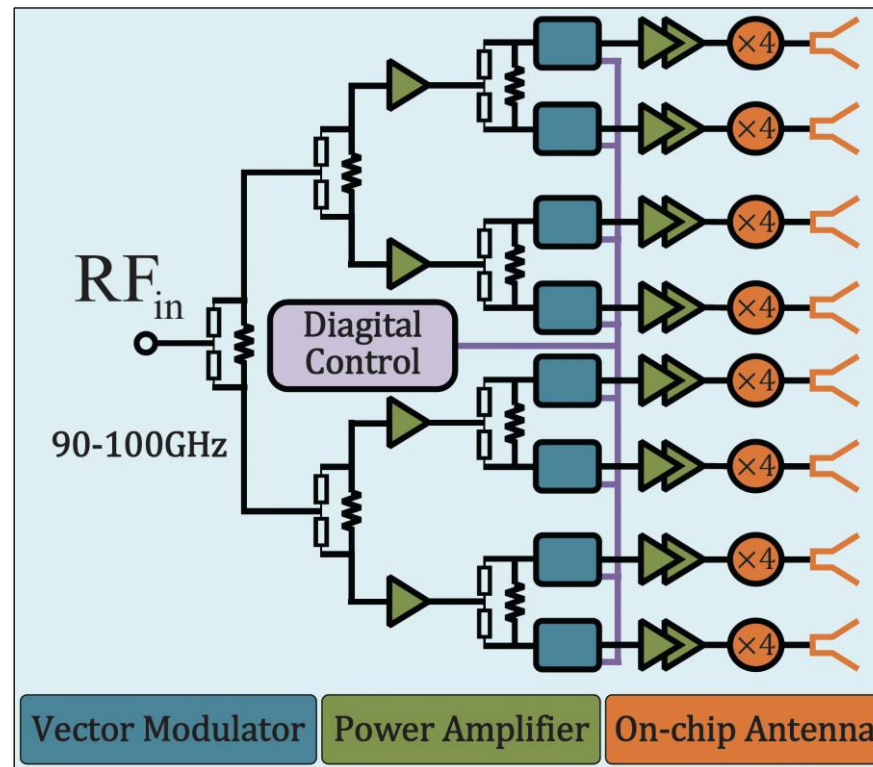 ×4
×4
×4
RF in
×4
Diagital
Control
×4
90-100GHz
×4
×4
×4
Vector Modulator
Power Amplifier
On-chip Antenna